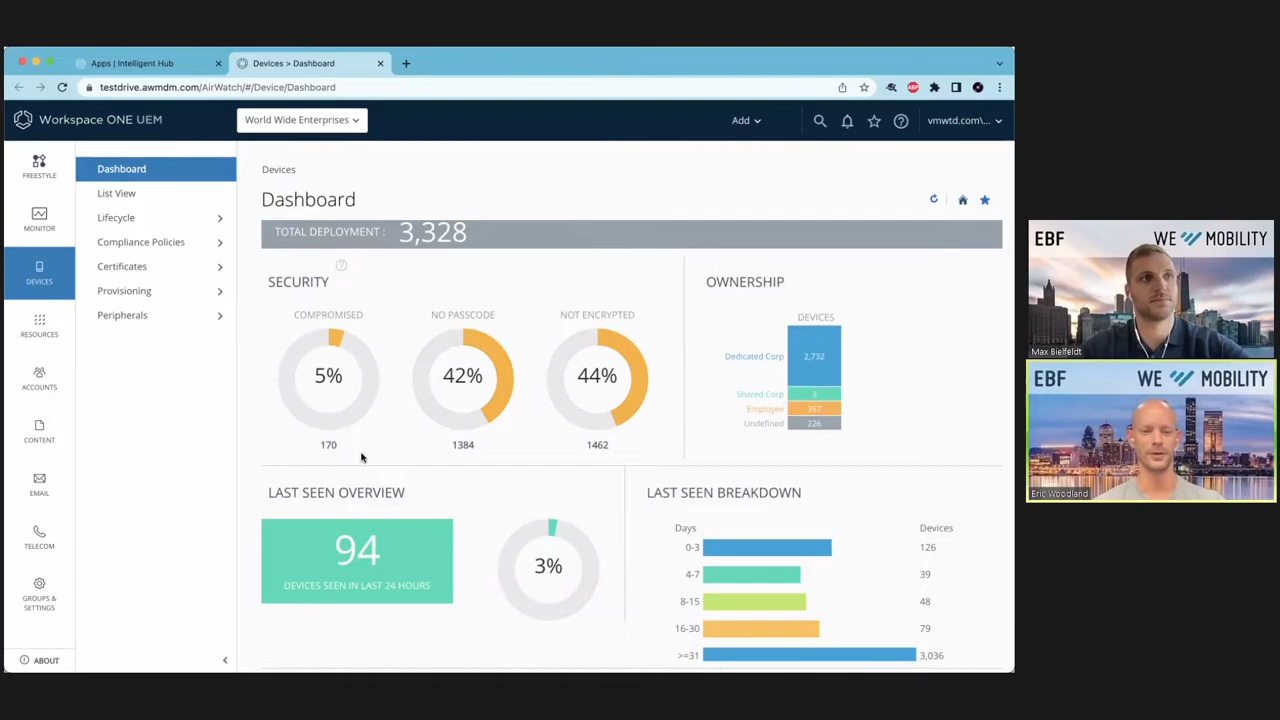 Apps | Intelligent Hub
Devices > Dashboard
testdrive.awmdm.com/AirWatch/#/Device/Dashboard
ABP
Workspace ONE UEM
World Wide Enterprises
Add
vmwtd.com\...
FREESTYLE
MONITOR
DEVICES
RESOURCES
ACCOUNTS
CONTENT
EMAIL
TELECOM
GROUPS &
SETTINGS
ABOUT
Dashboard
List View
Lifecycle
Compliance Policies
Certificates
Provisioning
Peripherals
Devices
Dashboard
TOTAL DEPLOYMENT : 3,328
SECURITY
COMPROMISED
5%
170
NO PASSCODE
42%
1384
NOT ENCRYPTED
44%
1462
OWNERSHIP
DEVICES
Dedicated Corp 2,732
Shared Corp 3
Employee 367
Undefined 226
LAST SEEN OVERVIEW
94
DEVICES SEEN IN LAST 24 HOURS
3%
LAST SEEN BREAKDOWN
Days Devices
0-3 126
4-7 39
8-15 48
16-30 79
>=31 3,036
EBF WE MOBILITY
Max Bielfeldt
EBF WE MOBILITY
Eric Woodland